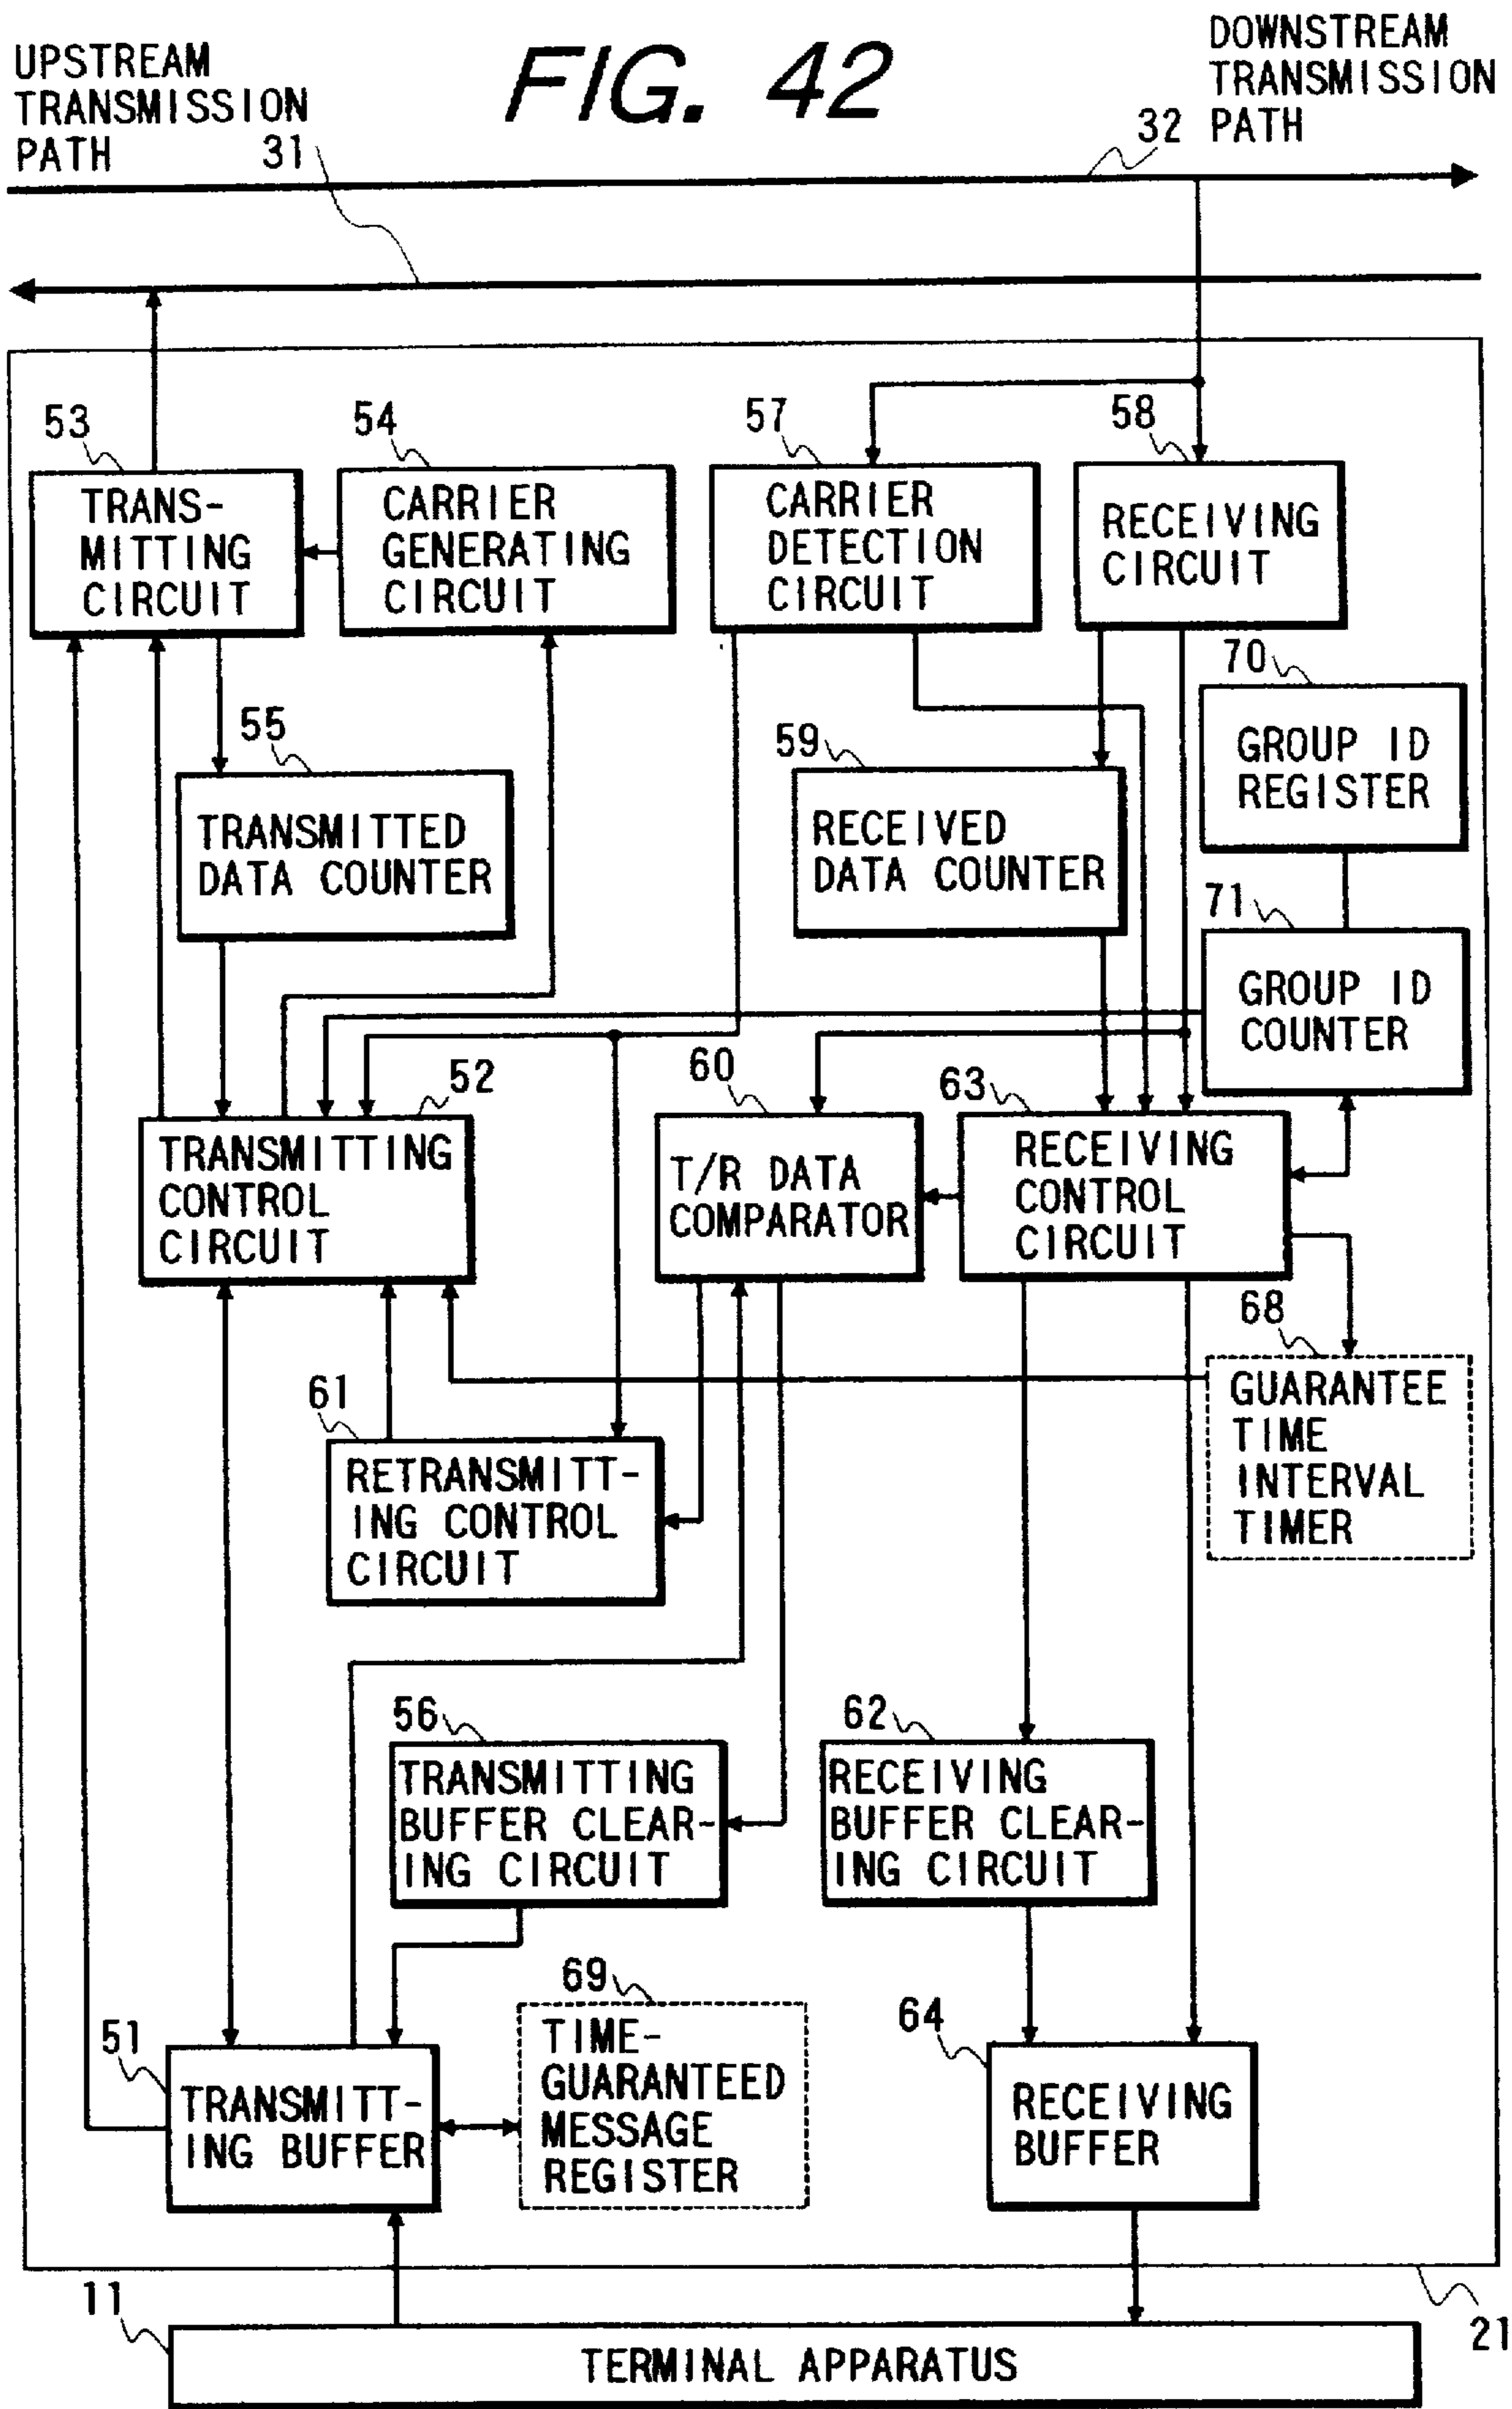 FIG. 42
UPSTREAM
TRANSMISSION
PATH
31
DOWNSTREAM
TRANSMISSION
PATH
32
53
TRANS-
MITTING
CIRCUIT
54
CARRIER
GENERATING
CIRCUIT
57
CARRIER
DETECTION
CIRCUIT
58
RECEIVING
CIRCUIT
70
GROUP ID
REGISTER
55
TRANSMITTED
DATA COUNTER
59
RECEIVED
DATA COUNTER
71
GROUP ID
COUNTER
52
TRANSMITTING
CONTROL
CIRCUIT
60
T/R DATA
COMPARATOR
63
RECEIVING
CONTROL
CIRCUIT
68
GUARANTEE
TIME
INTERVAL
TIMER
61
RETRANSMITT-
ING CONTROL
CIRCUIT
56
TRANSMITTING
BUFFER CLEAR-
ING CIRCUIT
62
RECEIVING
BUFFER CLEAR-
ING CIRCUIT
51
TRANSMITT-
ING BUFFER
69
TIME-
GUARANTEED
MESSAGE
REGISTER
64
RECEIVING
BUFFER
11
TERMINAL APPARATUS
21